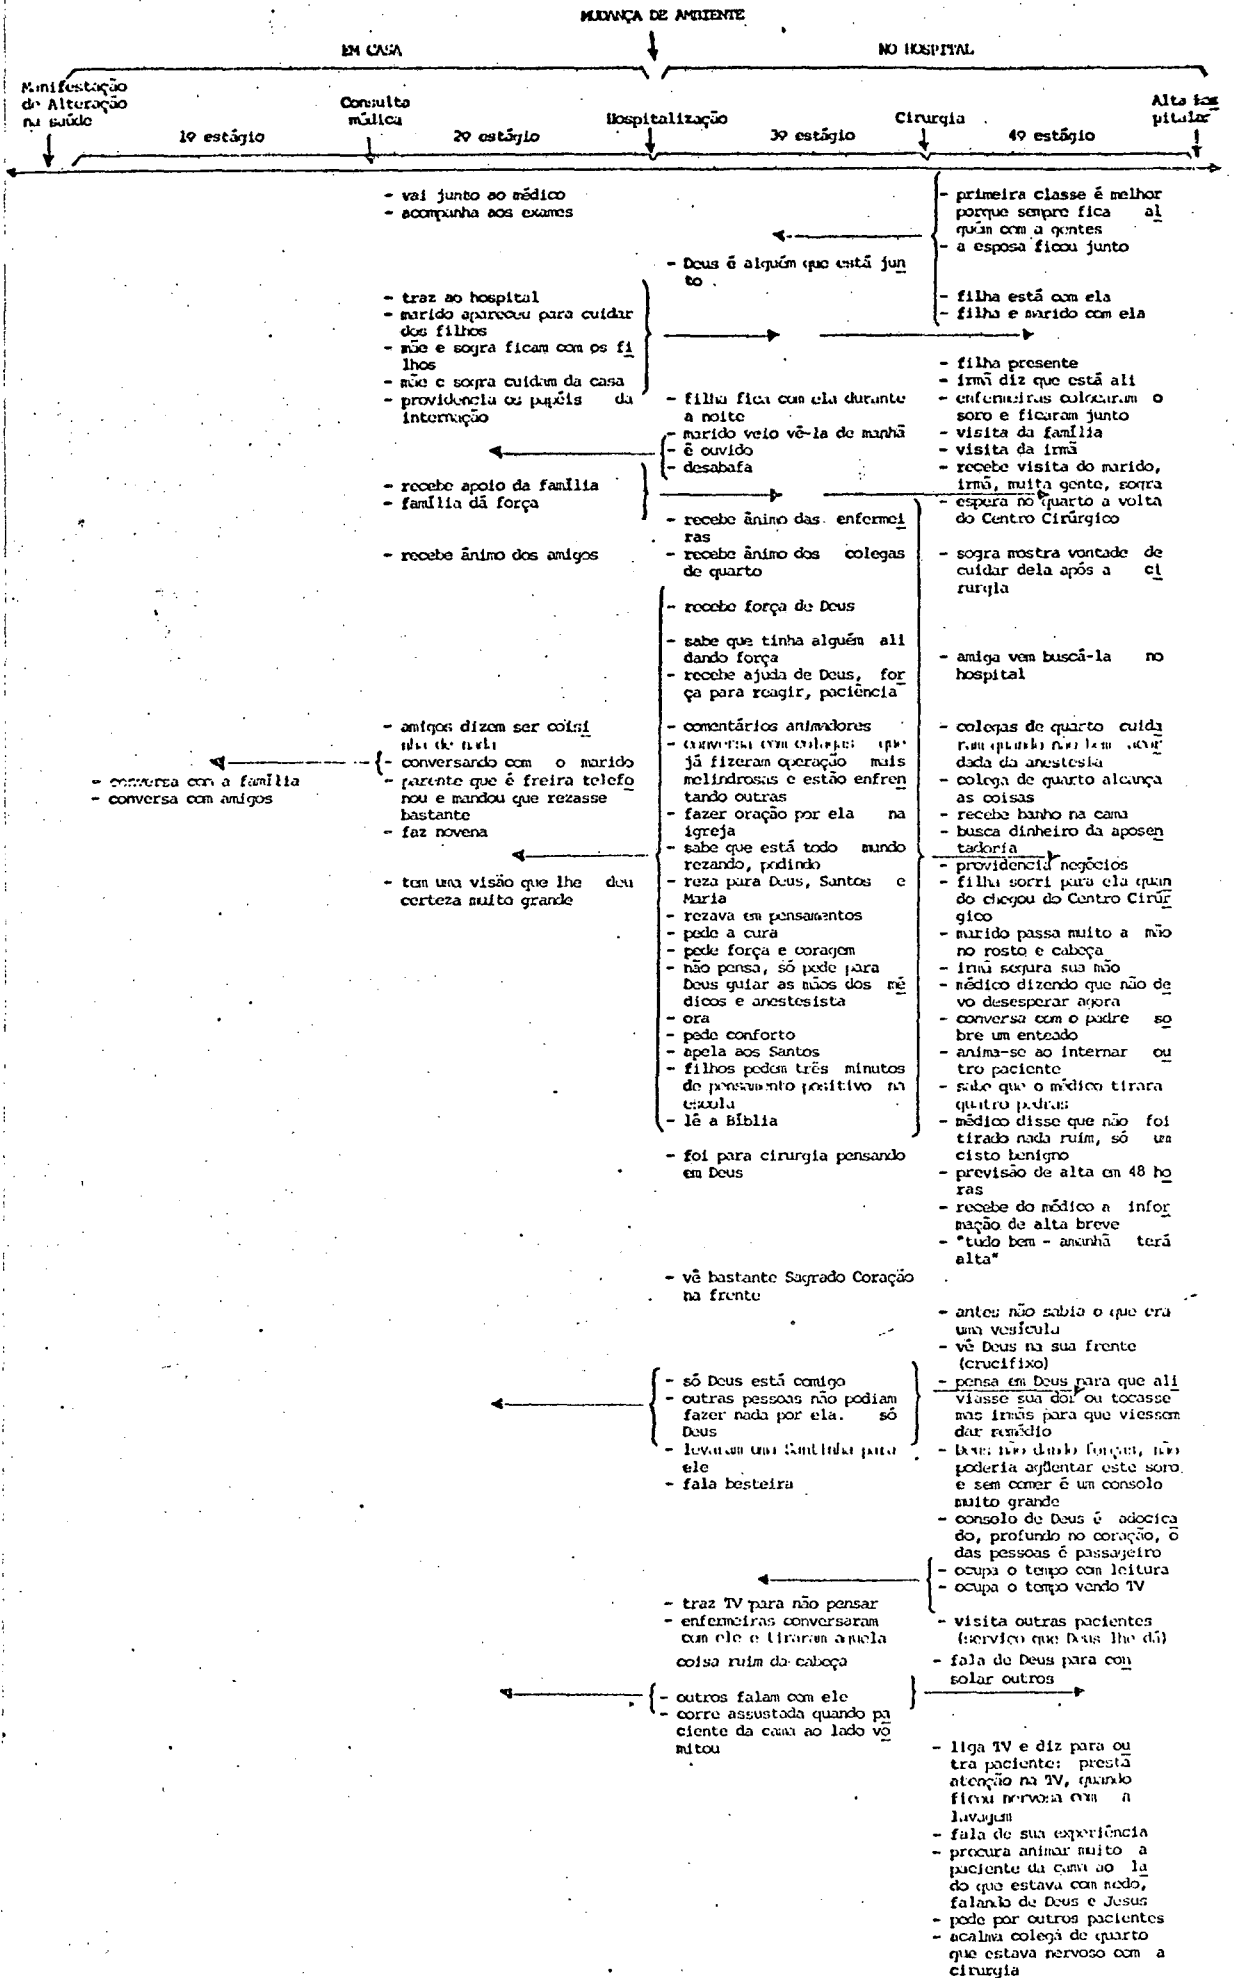 MUDANÇA DE AMBIENTE
EM CASA
NO HOSPITAL
Manifestação
de Alteração
na saúde
Consulta
médica
Hospitalização
Cirurgia
Alta hos
pitalar
1º estágio
2º estágio
3º estágio
4º estágio
- conversa com a família
- conversa com amigos
- vai junto ao médico
- acompanha aos exames
- traz ao hospital
- marido apareceu para cuidar
dos filhos
- mãe e sogra ficam com os fi
lhos
- mãe e sogra cuidam da casa
- providencia os papéis da
internação
- recebe apoio da família
- família dá força
- recebe ânimo dos amigos
- amigos dizem ser coisi
nha de nada
- conversando com o marido
- parente que é freira telefo
nou e mandou que rezasse
bastante
- faz novena
- tem uma visão que lhe deu
certeza muito grande
- Deus é alguém que está jun
to
- filha fica com ela durante
a noite
- marido veio vê-la de manhã
- é ouvido
- desabafa
- recebe ânimo das enfermei
ras
- recebe ânimo dos colegas
de quarto
- recebe força de Deus
- sabe que tinha alguém ali
dando força
- recebe ajuda de Deus, for
ça para reagir, paciência
- comentários animadores
- conversa com colegas que
já fizeram operação mais
melindrosas e estão enfren
tando outras
- fazer oração por ela na
igreja
- sabe que está todo mundo
rezando, pedindo
- reza para Deus, Santos e
Maria
- rezava em pensamentos
- pede a cura
- pede força e coragem
- não pensa, só pede para
Deus guiar as mãos dos mé
dicos e anestesista
- ora
- pede conforto
- apela aos Santos
- filhos pedem três minutos
de pensamento positivo na
escola
- lê a Bíblia
- foi para cirurgia pensando
em Deus
- vê bastante Sagrado Coração
na frente
- só Deus está comigo
- outras pessoas não podiam
fazer nada por ela. só
Deus
- levaram uma Santinha para
ele
- fala besteira
- traz TV para não pensar
- enfermeiras conversaram
com ele e tiraram aquela
coisa ruim da cabeça
- outros falam com ele
- corre assustada quando pa
ciente da cama ao lado vo
mitou
- primeira classe é melhor
porque sempre fica al
guém com a gentes
- a esposa ficou junto
- filha está com ela
- filha e marido com ela
- filha presente
- irmã diz que está ali
- enfermeiras colocaram o
soro e ficaram junto
- visita da família
- visita da irmã
- recebe visita do marido,
irmã, muita gente, sogra
- espera no quarto a volta
do Centro Cirúrgico
- sogra mostra vontade de
cuidar dela após a ci
rurgia
- amiga vem buscá-la no
hospital
- colegas de quarto cuida
ram quando não bem acor
dada da anestesia
- colega de quarto alcança
as coisas
- recebe banho na cama
- busca dinheiro da aposen
tadoria
- providencia negócios
- filha sorri para ela quan
do chegou do Centro Cirúr
gico
- marido passa muito a mão
no rosto e cabeça
- irmã segura sua mão
- médico dizendo que não de
vo desesperar agora
- conversa com o padre so
bre um enteado
- anima-se ao internar ou
tro paciente
- sabe que o médico tirara
quatro pedras
- médico disse que não foi
tirado nada ruim, só um
cisto benigno
- previsão de alta em 48 ho
ras
- recebe do médico a infor
mação de alta breve
- "tudo bem - amanhã terá
alta"
- antes não sabia o que era
uma vesícula
- vê Deus na sua frente
(crucifixo)
- pensa em Deus para que ali
viasse sua dor ou tocasse
nas irmãs para que viessem
dar remédio
- Deus não dando forças, não
poderia agüentar este soro
e sem comer é um consolo
muito grande
- consolo de Deus é adocica
do, profundo no coração, o
das pessoas é passageiro
- ocupa o tempo com leitura
- ocupa o tempo vendo TV
- visita outras pacientes
(serviço que Deus lhe dá)
- fala de Deus para con
solar outros
- liga TV e diz para ou
tra paciente: presta
atenção na TV, quando
ficou nervosa com a
lavagem
- fala de sua experiência
- procura animar muito a
paciente da cama ao la
do que estava com medo,
falando de Deus e Jesus
- pede por outros pacientes
- acalma colega de quarto
que estava nervoso com a
cirurgia